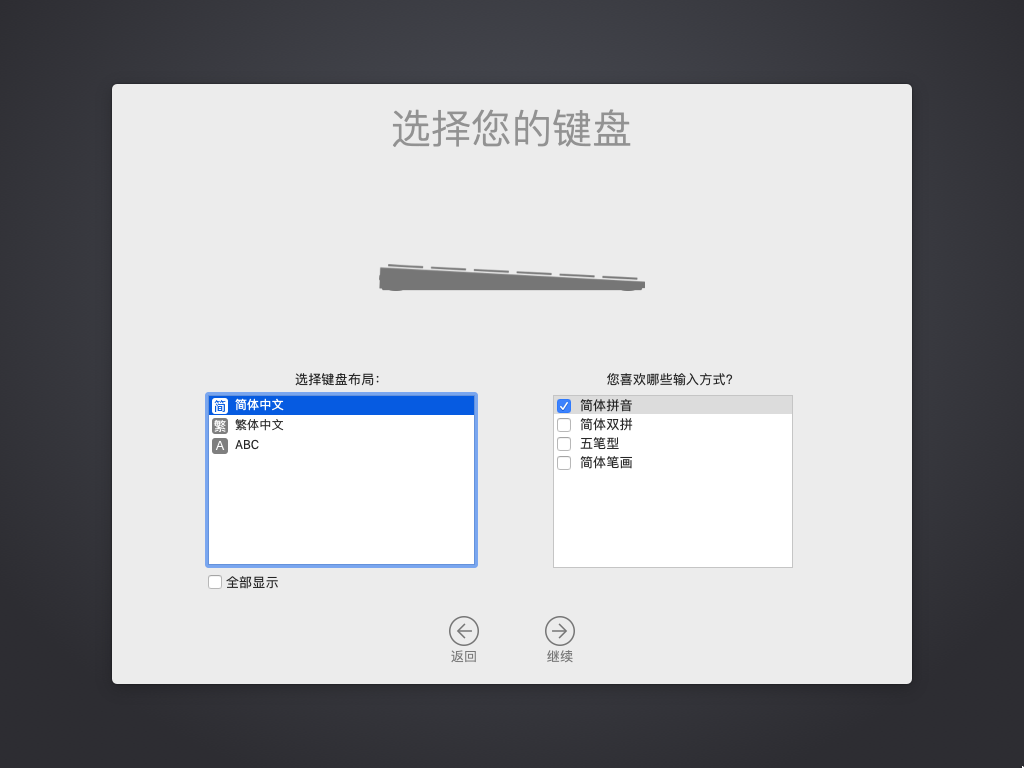 选择您的键盘
选择键盘布局：
简 简体中文
繁 繁体中文
A ABC
全部显示
您喜欢哪些输入方式?
简体拼音
简体双拼
五笔型
简体笔画
返回
继续